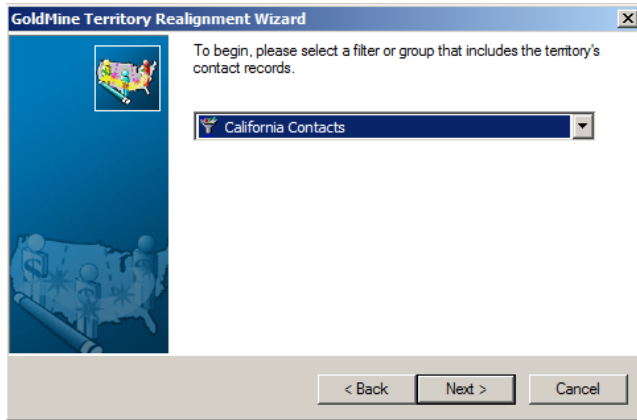 GoldMine Territory Realignment Wizard
To begin, please select a filter or group that includes the territory's
contact records.
California Contacts
< Back Next > Cancel